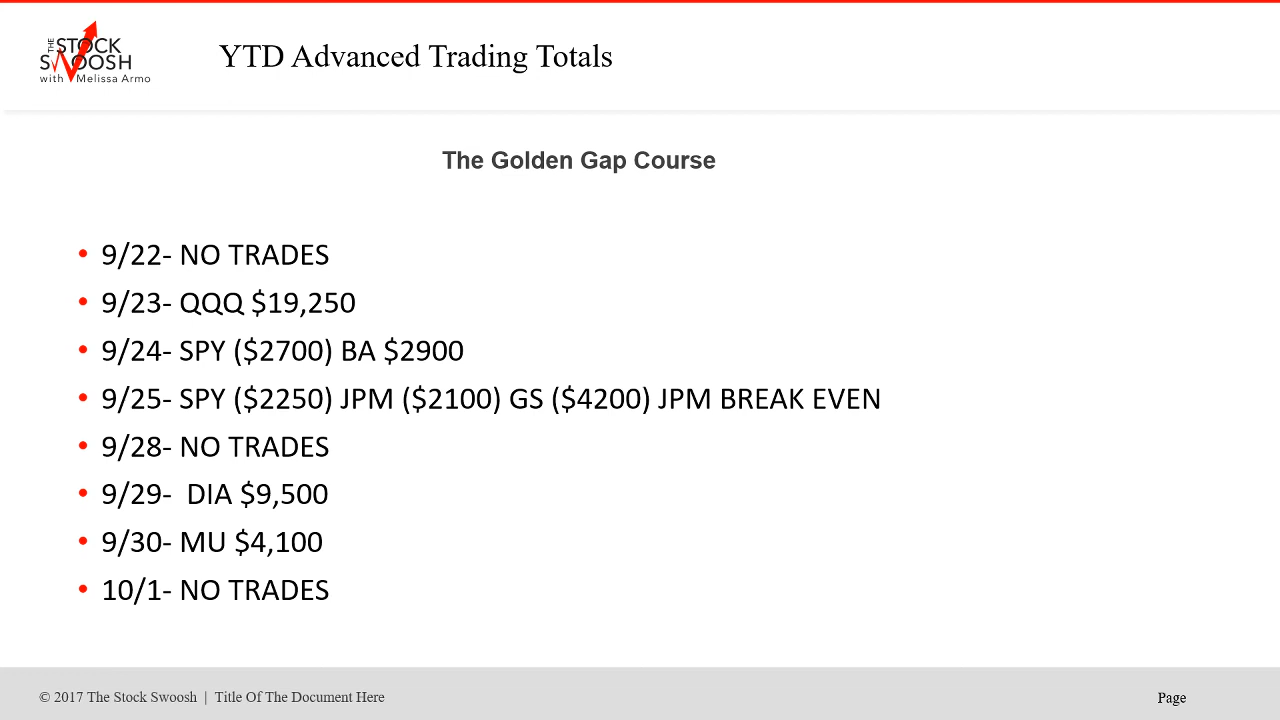 THE STOCK
SWOOSH
with Melissa Armo
YTD Advanced Trading Totals
The Golden Gap Course
• 9/22- NO TRADES
• 9/23- QQQ $19,250
• 9/24- SPY ($2700) BA $2900
• 9/25- SPY ($2250) JPM ($2100) GS ($4200) JPM BREAK EVEN
• 9/28- NO TRADES
• 9/29-  DIA $9,500
• 9/30- MU $4,100
• 10/1- NO TRADES
© 2017 The Stock Swoosh | Title Of The Document Here
Page